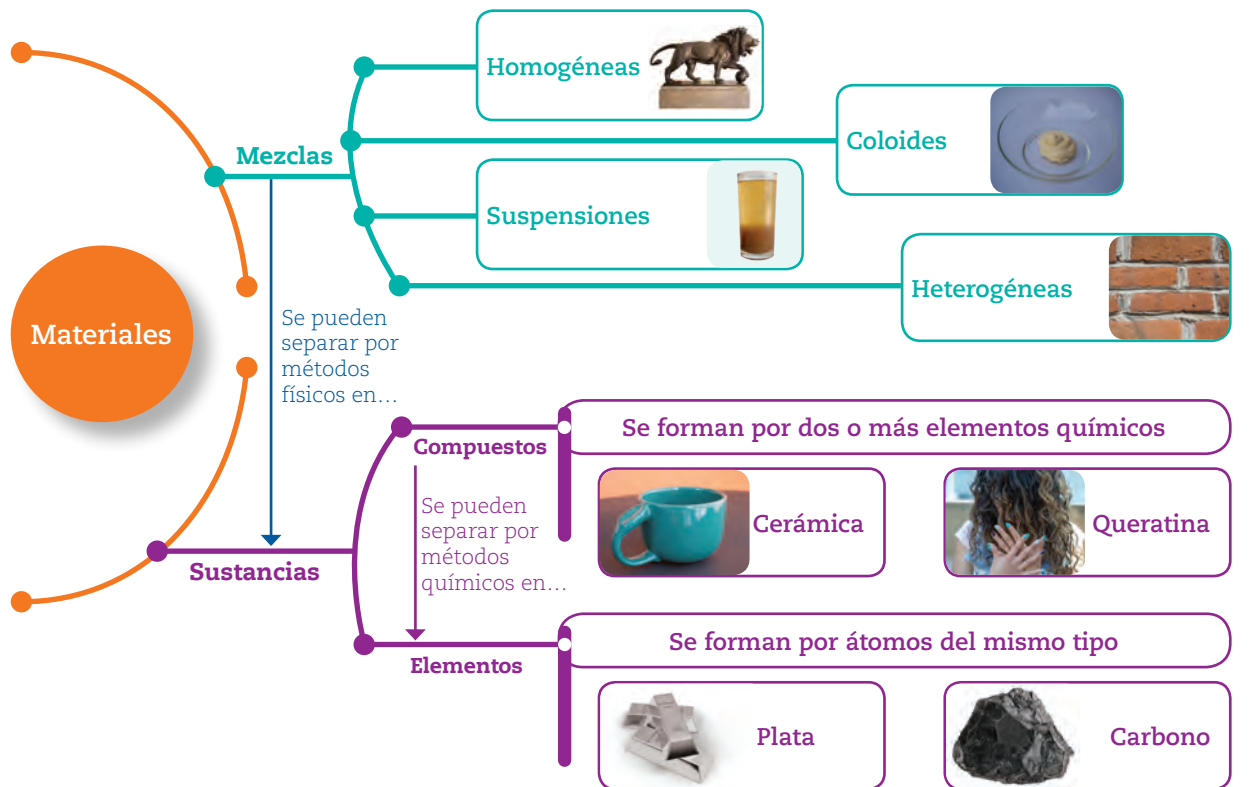 Homogéneas
Coloides
Mezclas
Suspensiones
Heterogéneas
Materiales
Se pueden
separar por
métodos
físicos en…
Compuestos
Se forman por dos o más elementos químicos
Se pueden
separar por
métodos
químicos en…
Cerámica
Queratina
Sustancias
Elementos
Se forman por átomos del mismo tipo
Plata
Carbono